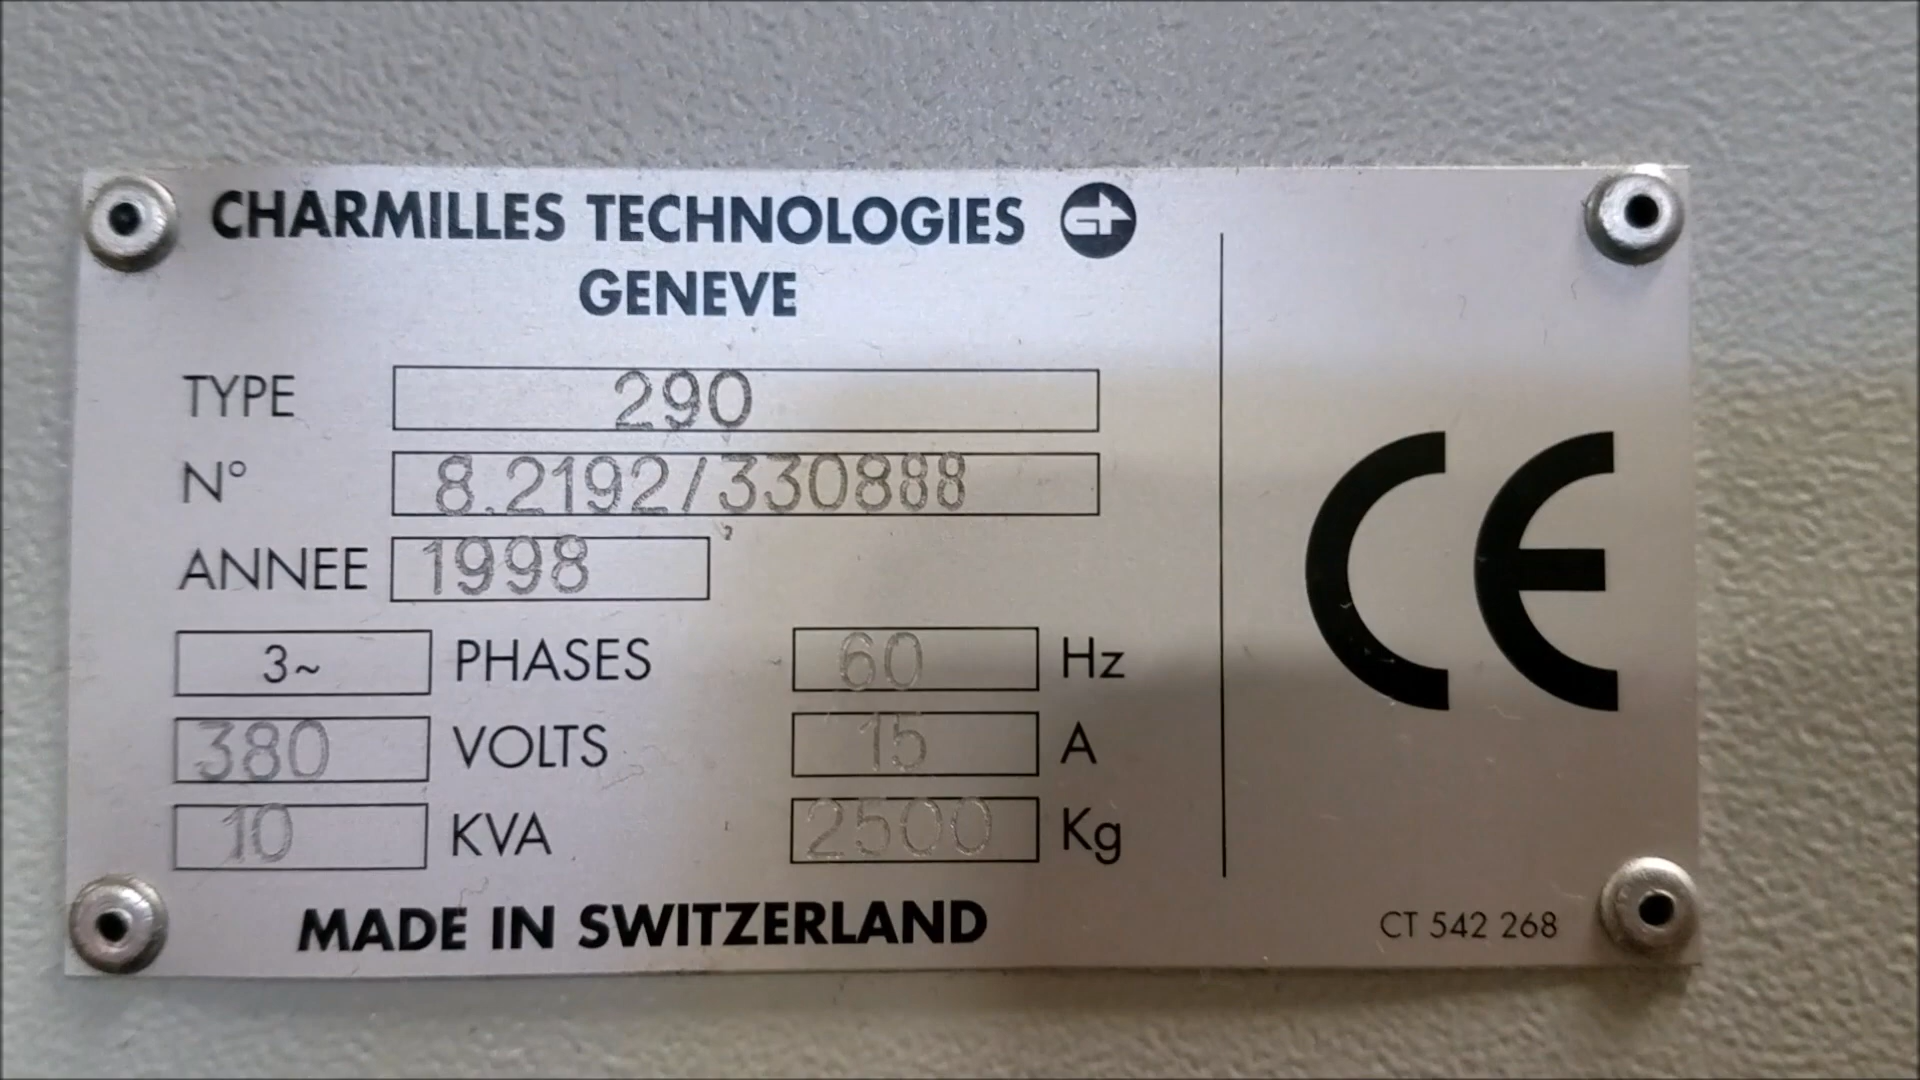 CHARMILLES TECHNOLOGIES
GENEVE
TYPE 290
N° 8.2192/330888
ANNEE 1998
3~ PHASES 60 Hz
380 VOLTS 15 A
10 KVA 2500 Kg
MADE IN SWITZERLAND
CE
CT 542 268